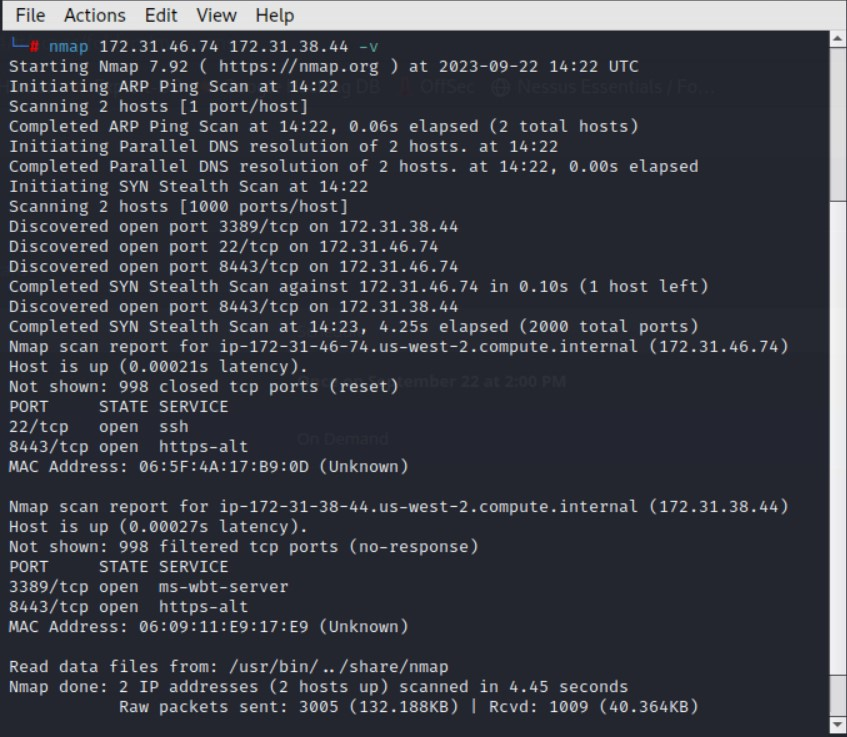 File Actions Edit View Help
└─# nmap 172.31.46.74 172.31.38.44 -v
Starting Nmap 7.92 ( https://nmap.org ) at 2023-09-22 14:22 UTC
Initiating ARP Ping Scan at 14:22
Scanning 2 hosts [1 port/host]
Completed ARP Ping Scan at 14:22, 0.06s elapsed (2 total hosts)
Initiating Parallel DNS resolution of 2 hosts. at 14:22
Completed Parallel DNS resolution of 2 hosts. at 14:22, 0.00s elapsed
Initiating SYN Stealth Scan at 14:22
Scanning 2 hosts [1000 ports/host]
Discovered open port 3389/tcp on 172.31.38.44
Discovered open port 22/tcp on 172.31.46.74
Discovered open port 8443/tcp on 172.31.46.74
Completed SYN Stealth Scan against 172.31.46.74 in 0.10s (1 host left)
Discovered open port 8443/tcp on 172.31.38.44
Completed SYN Stealth Scan at 14:23, 4.25s elapsed (2000 total ports)
Nmap scan report for ip-172-31-46-74.us-west-2.compute.internal (172.31.46.74)
Host is up (0.00021s latency).
Not shown: 998 closed tcp ports (reset)
PORT     STATE SERVICE
22/tcp   open  ssh
8443/tcp open  https-alt
MAC Address: 06:5F:4A:17:B9:0D (Unknown)
Nmap scan report for ip-172-31-38-44.us-west-2.compute.internal (172.31.38.44)
Host is up (0.00027s latency).
Not shown: 998 filtered tcp ports (no-response)
PORT     STATE SERVICE
3389/tcp open  ms-wbt-server
8443/tcp open  https-alt
MAC Address: 06:09:11:E9:17:E9 (Unknown)
Read data files from: /usr/bin/../share/nmap
Nmap done: 2 IP addresses (2 hosts up) scanned in 4.45 seconds
Raw packets sent: 3005 (132.188KB) | Rcvd: 1009 (40.364KB)